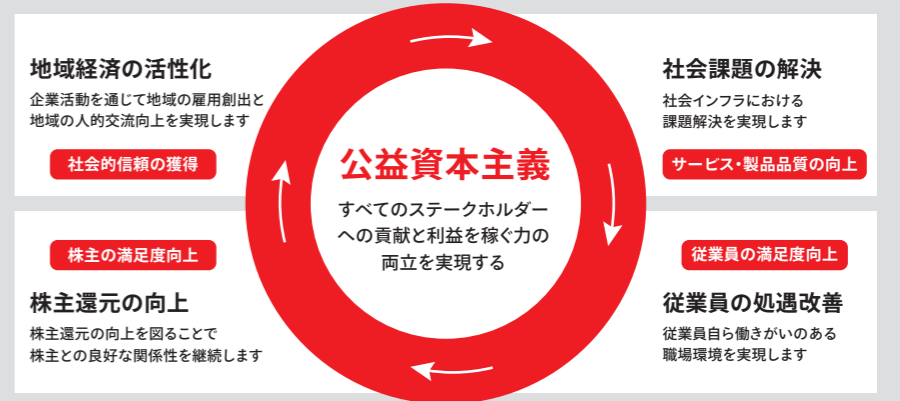 地域経済の活性化
企業活動を通じて地域の雇用創出と
地域の人的交流向上を実現します
社会的信頼の獲得
社会課題の解決
社会インフラにおける
課題解決を実現します
サービス・製品品質の向上
公益資本主義
すべてのステークホルダー
への貢献と利益を稼ぐ力の
両立を実現する
株主の満足度向上
株主還元の向上
株主還元の向上を図ることで
株主との良好な関係性を継続します
従業員の満足度向上
従業員の処遇改善
従業員自ら働きがいのある
職場環境を実現します